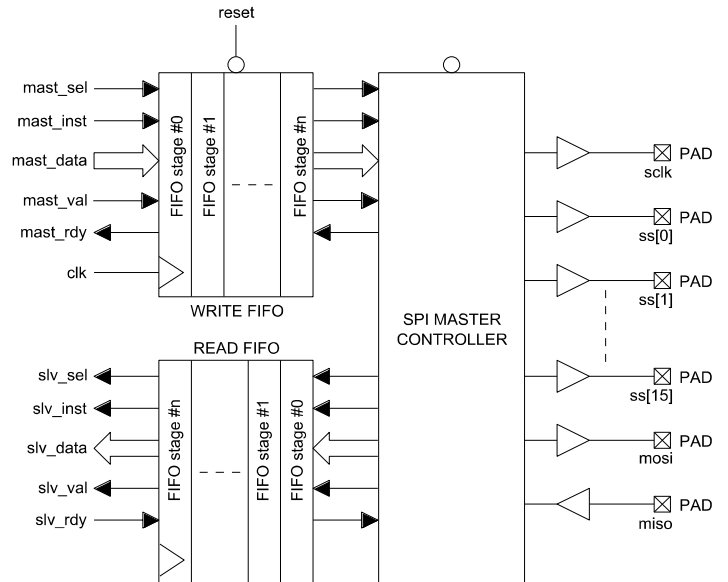 reset
mast_sel
mast_inst
mast_data
mast_val
mast_rdy
clk
FIFO stage #0
FIFO stage #1
FIFO stage #n
WRITE FIFO
READ FIFO
slv_sel
slv_inst
slv_data
slv_val
slv_rdy
FIFO stage #n
FIFO stage #1
FIFO stage #0
SPI MASTER
CONTROLLER
PAD
sclk
PAD
ss[0]
PAD
ss[1]
PAD
ss[15]
PAD
mosi
PAD
miso